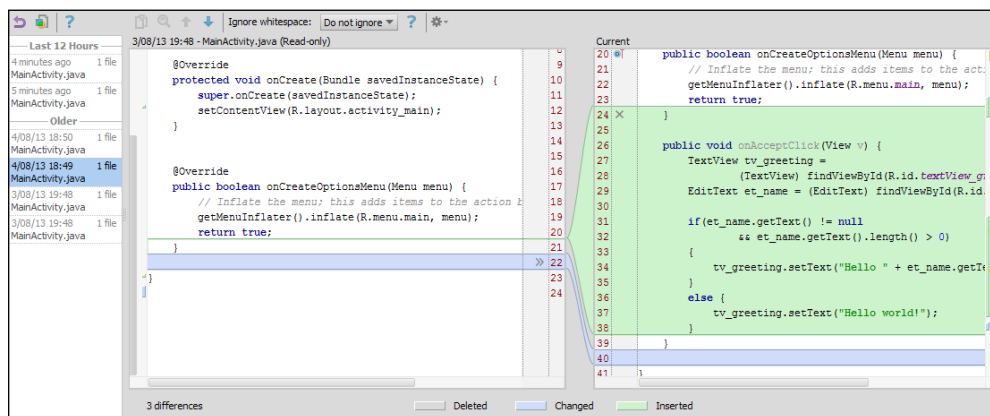 Ignore whitespace: Do not ignore
3/08/13 19:48 - MainActivity.java (Read-only)
Current
Last 12 Hours
4 minutes ago 1 file
MainActivity.java
5 minutes ago 1 file
MainActivity.java
Older
4/08/13 18:50 1 file
MainActivity.java
4/08/13 18:49 1 file
MainActivity.java
3/08/13 19:48 1 file
MainActivity.java
3/08/13 19:48 1 file
MainActivity.java
8
@Override 9
protected void onCreate(Bundle savedInstanceState) { 10
super.onCreate(savedInstanceState); 11
setContentView(R.layout.activity_main); 12
} 13
14
15
@Override 16
public boolean onCreateOptionsMenu(Menu menu) { 17
// Inflate the menu; this adds items to the action 18
getMenuInflater().inflate(R.menu.main, menu); 19
return true; 20
} 21
» 22
} 23
24
20 public boolean onCreateOptionsMenu(Menu menu) {
21 // Inflate the menu; this adds items to the
22 getMenuInflater().inflate(R.menu.main, menu);
23 return true;
24 }
25
26 public void onAcceptClick(View v) {
27 TextView tv_greeting =
28 (TextView) findViewById(R.id.
29 EditText et_name = (EditText) findViewById(R.id.
30
31 if(et_name.getText() != null
32 && et_name.getText().length() > 0)
33 {
34 tv_greeting.setText("Hello " + et_name.
35 }
36 else {
37 tv_greeting.setText("Hello world!");
38 }
39 }
40
41 }
3 differences
Deleted Changed Inserted